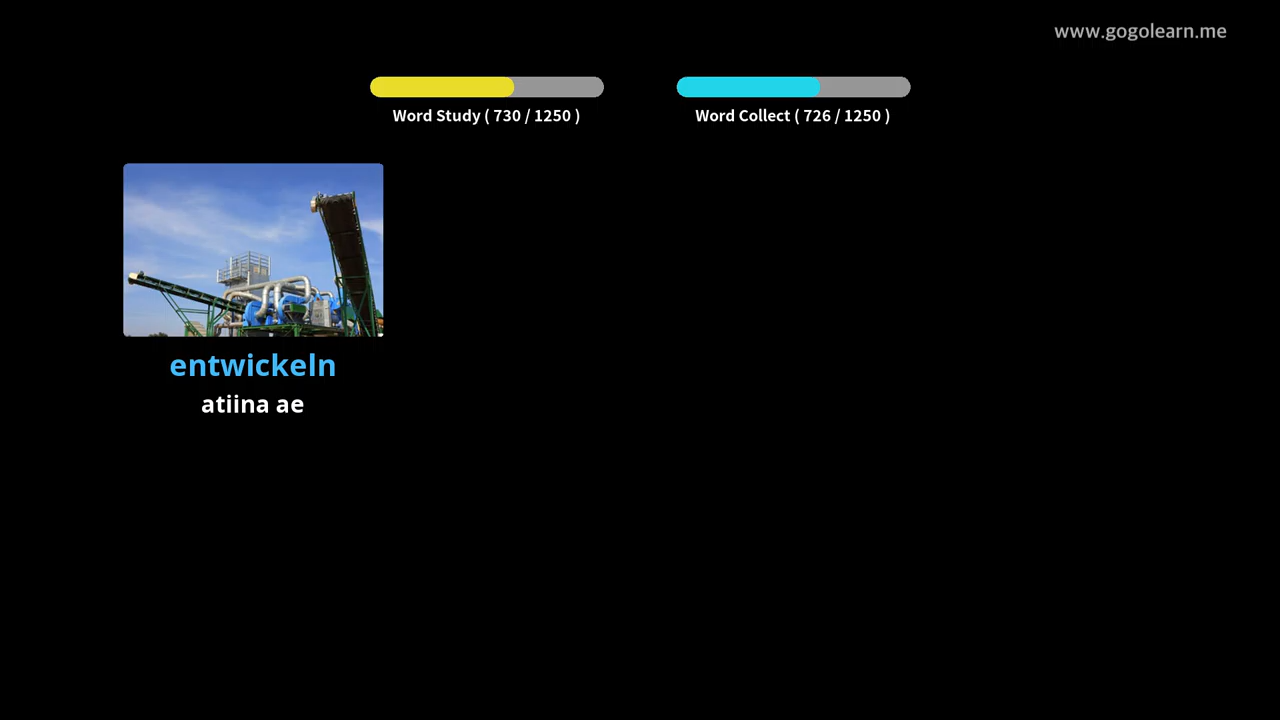 www.gogolearn.me
Word Study ( 730 / 1250 )
Word Collect ( 726 / 1250 )
entwickeln
atiina ae